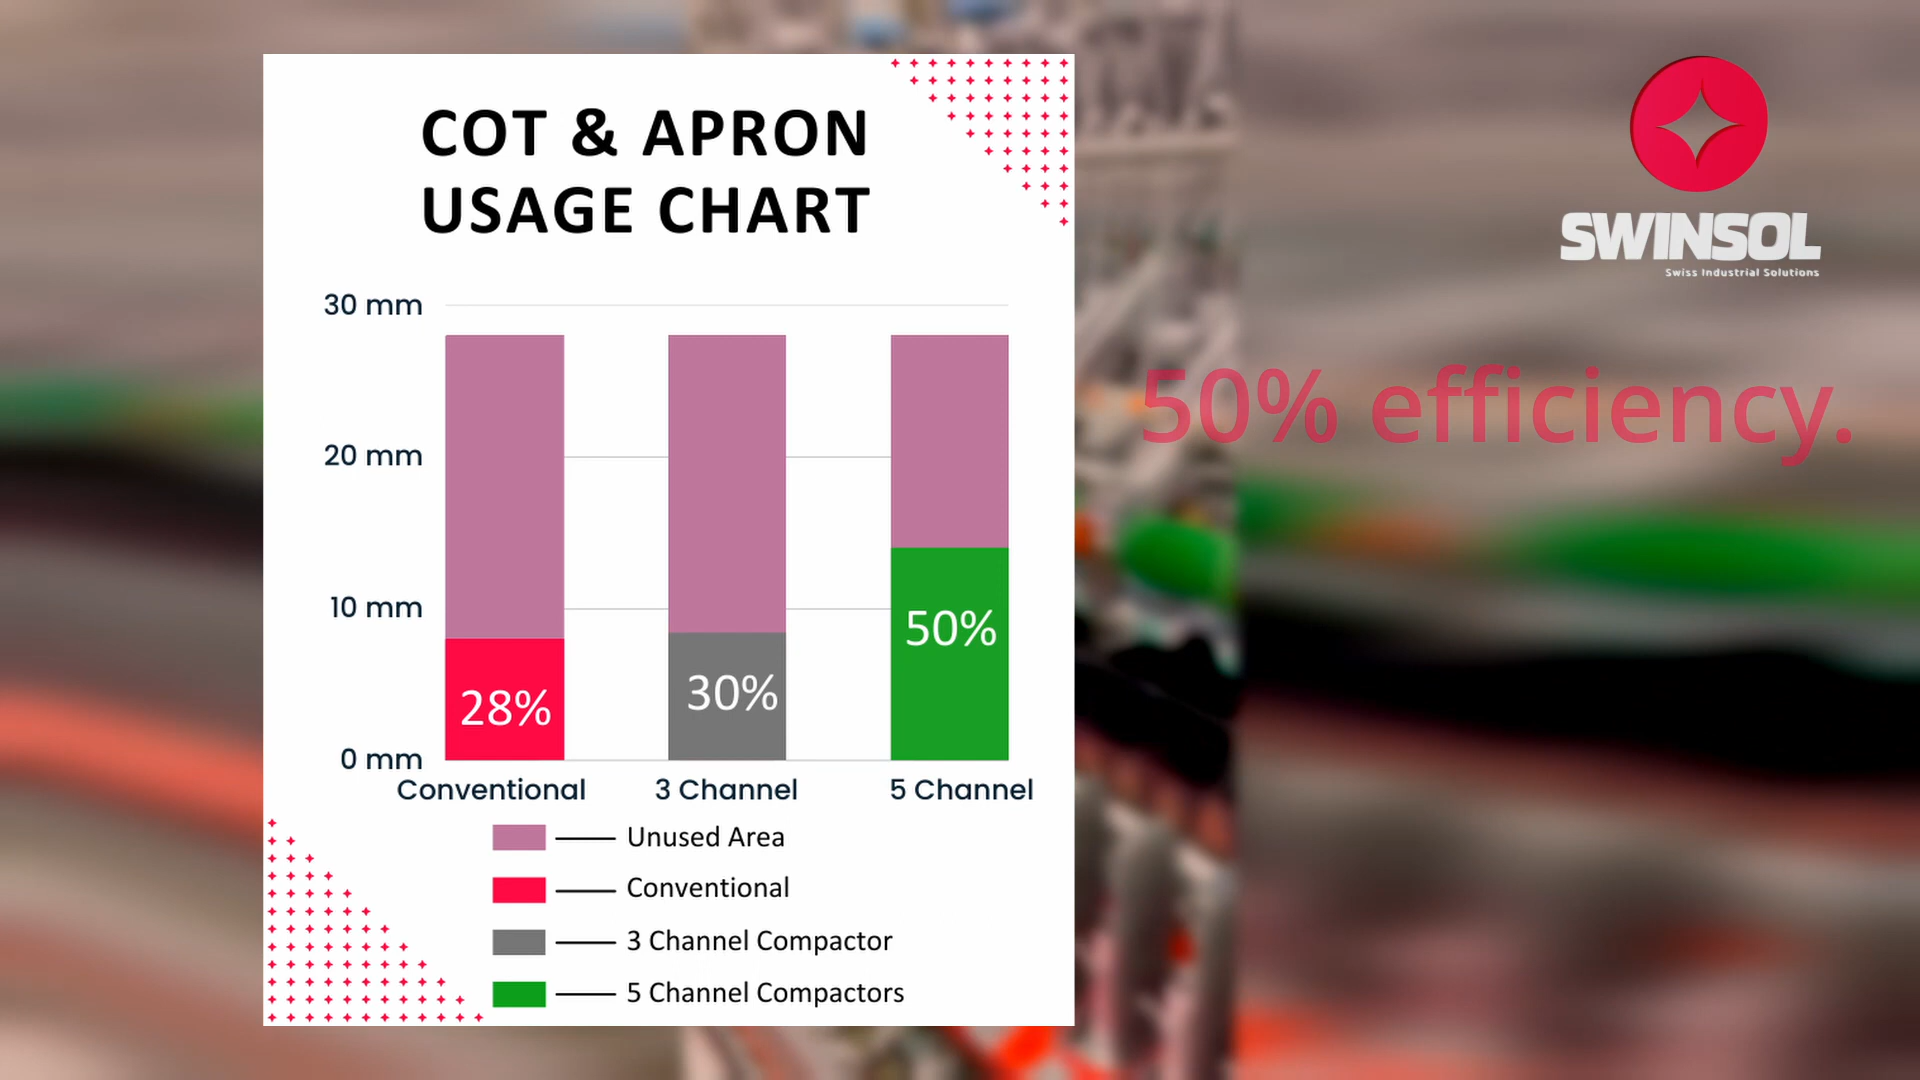 COT & APRON
USAGE CHART
30 mm
20 mm
10 mm
0 mm
28%
30%
50%
Conventional
3 Channel
5 Channel
Unused Area
Conventional
3 Channel Compactor
5 Channel Compactors
SWINSOL
Swiss Industrial Solutions
50% efficiency.